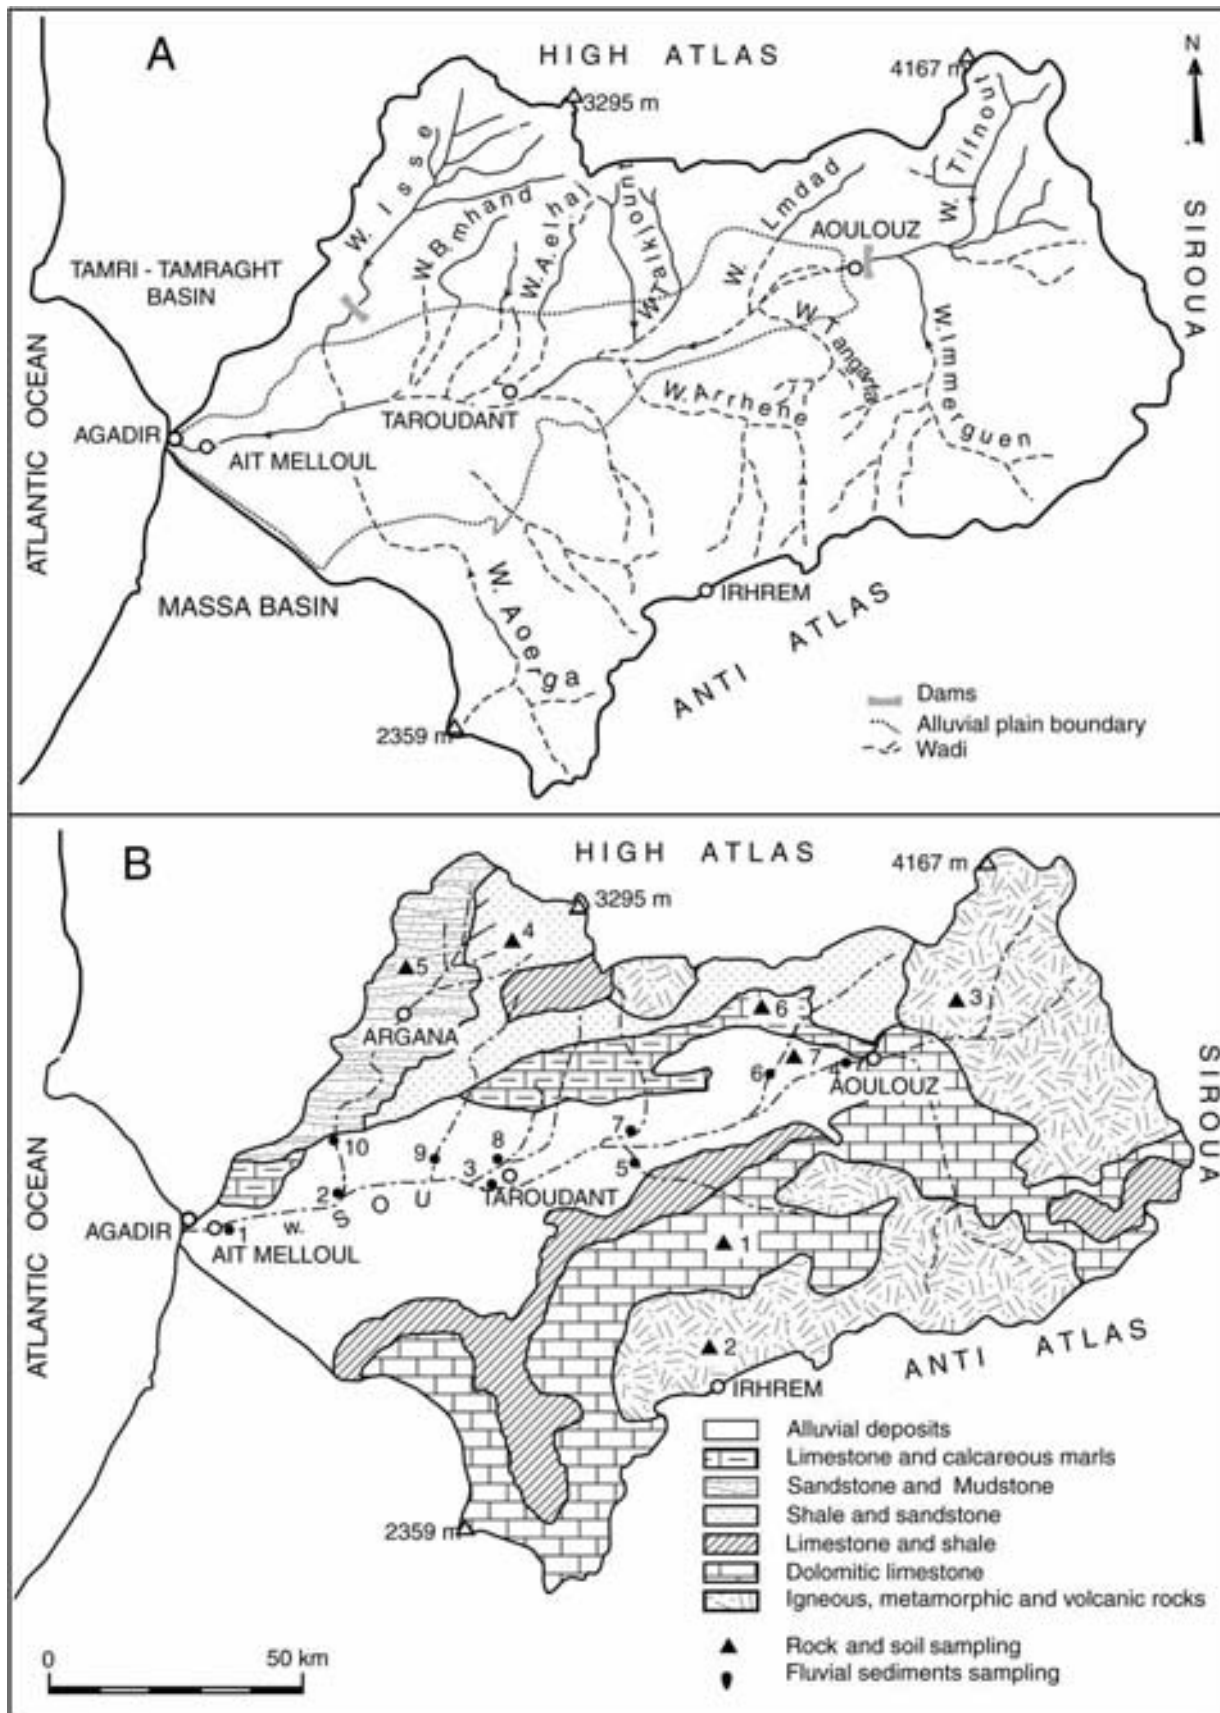 A
HIGH ATLAS
N
4167 m
3295 m
W. Isse
W. Bmhand
W. A. elhaj
W. Talkjount
W. Lmdad
W. Tifnout
SIROUA
AOULOUZ
TAMRI - TAMRAGHT
BASIN
W. Tangarfa
W. Immerguen
W. Arrhene
ATLANTIC OCEAN
AGADIR
TAROUDANT
AIT MELLOUL
MASSA BASIN
W. Aoerga
IRHREM
ANTI ATLAS
2359 m
Dams
Alluvial plain boundary
Wadi
B
HIGH ATLAS
4167 m
3295 m
4
5
3
6
ARGANA
7
6
4
AOULOUZ
SIROUA
10
9
8
7
5
3
TAROUDANT
2
W. S O U
AGADIR
1
AIT MELLOUL
1
ATLANTIC OCEAN
2
ANTI ATLAS
IRHREM
2359 m
Alluvial deposits
Limestone and calcareous marls
Sandstone and Mudstone
Shale and sandstone
Limestone and shale
Dolomitic limestone
Igneous, metamorphic and volcanic rocks
Rock and soil sampling
Fluvial sediments sampling
0 50 km